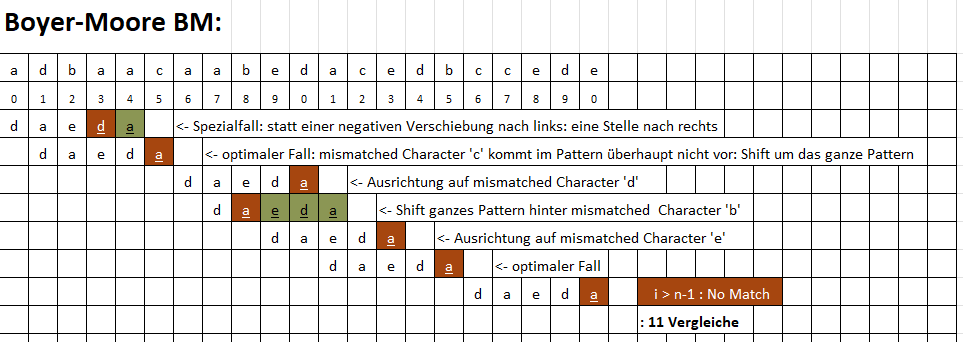 Boyer-Moore BM:
a d b a a c a a b e d a c e d b c c e d e
0 1 2 3 4 5 6 7 8 9 0 1 2 3 4 5 6 7 8 9 0
d a e d a <- Spezialfall: statt einer negativen Verschiebung nach links: eine Stelle nach rechts
d a e d a <- optimaler Fall: mismatched Character 'c' kommt im Pattern überhaupt nicht vor: Shift um das ganze Pattern
d a e d a <- Ausrichtung auf mismatched Character 'd'
d a e d a <- Shift ganzes Pattern hinter mismatched Character 'b'
d a e d a <- Ausrichtung auf mismatched Character 'e'
d a e d a <- optimaler Fall
d a e d a i > n-1 : No Match
: 11 Vergleiche